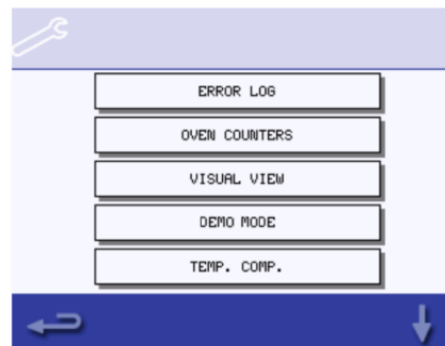 ERROR LOG
OVEN COUNTERS
VISUAL VIEW
DEMO MODE
TEMP. COMP.